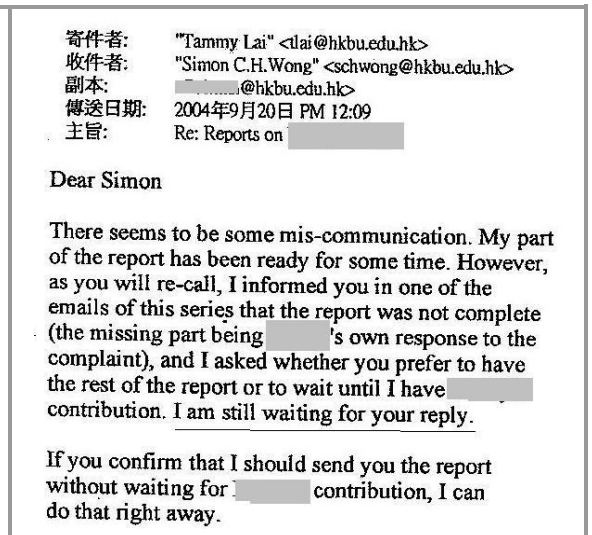 寄件者: "Tammy Lai" <tlai@hkbu.edu.hk>
收件者: "Simon C.H.Wong" <schwong@hkbu.edu.hk>
副本: @hkbu.edu.hk>
傳送日期: 2004年9月20日 PM 12:09
主旨: Re: Reports on
Dear Simon
There seems to be some mis-communication. My part
of the report has been ready for some time. However,
as you will re-call, I informed you in one of the
emails of this series that the report was not complete
(the missing part being 's own response to the
complaint), and I asked whether you prefer to have
the rest of the report or to wait until I have
contribution. I am still waiting for your reply.
If you confirm that I should send you the report
without waiting for contribution, I can
do that right away.